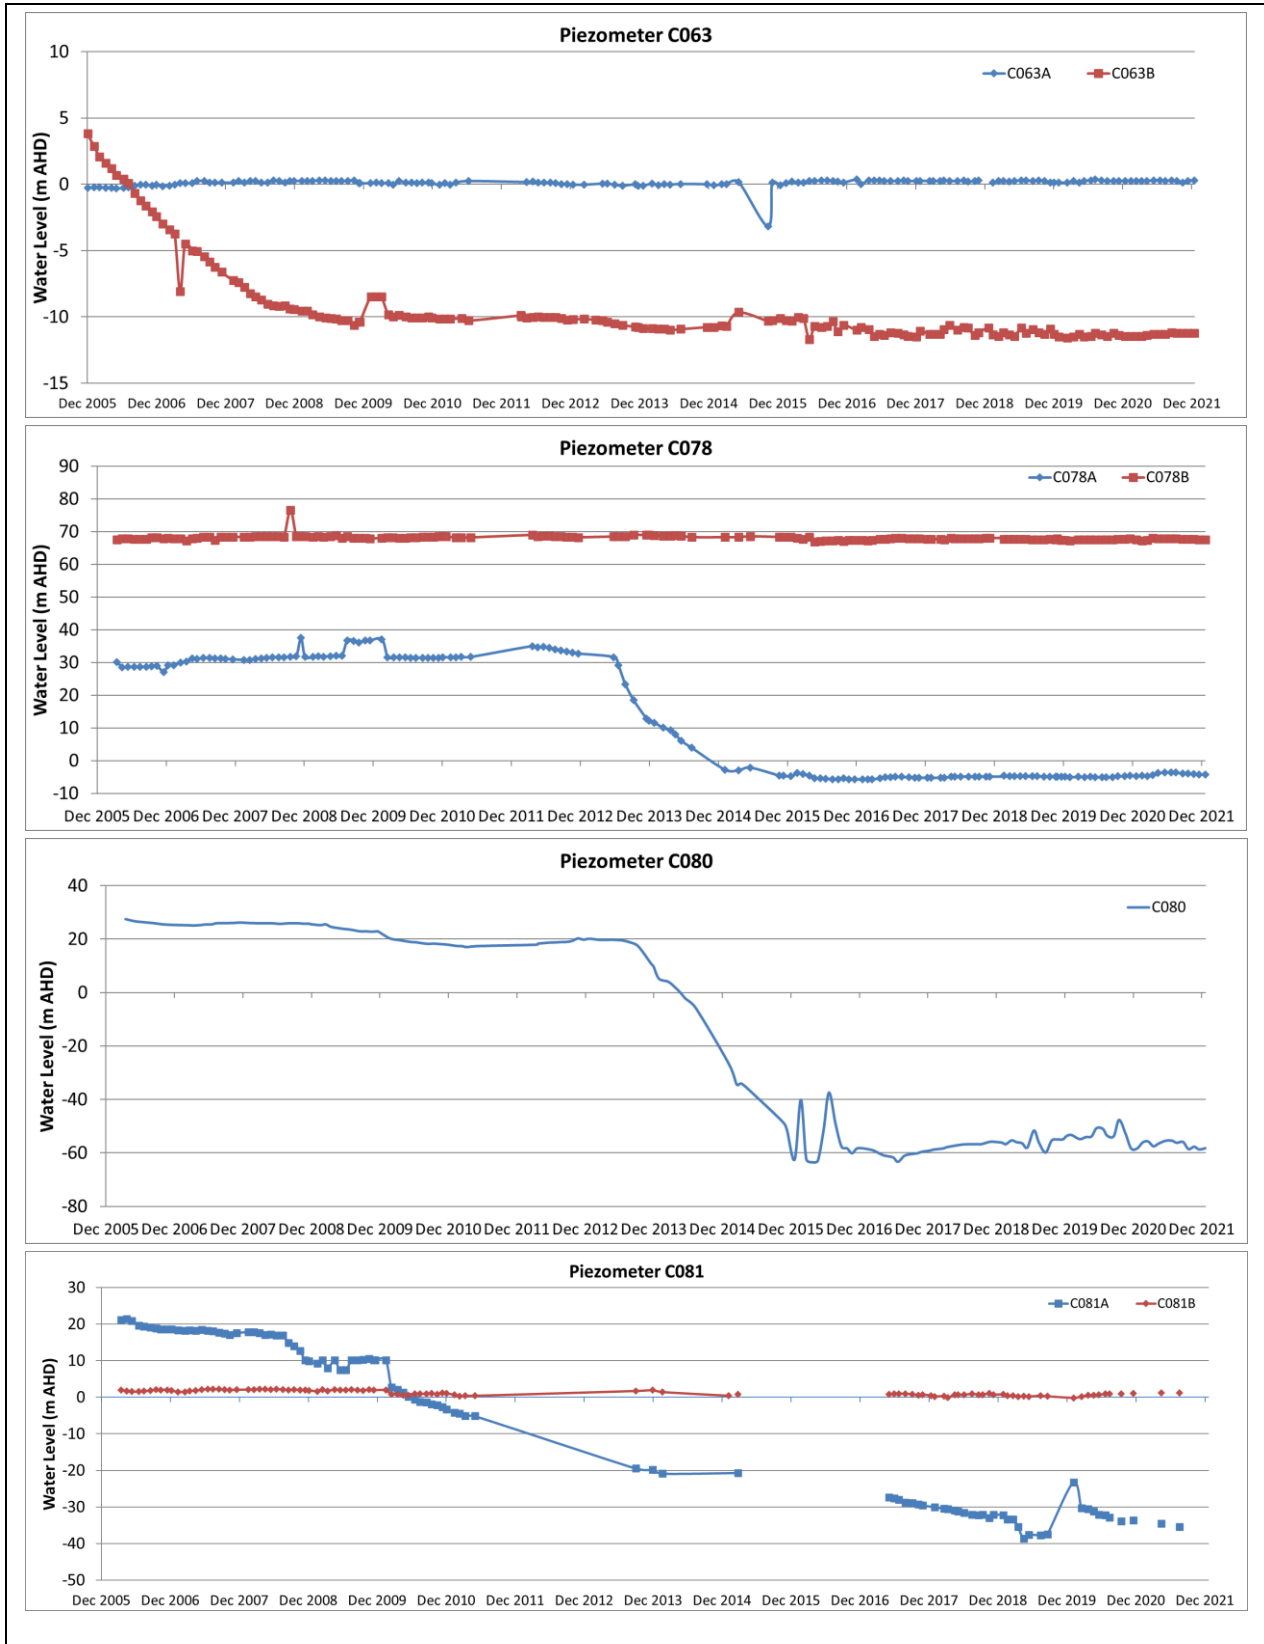 Piezometer C063
C063A C063B
10
5
0
-5
-10
-15
Water Level (m AHD)
Dec 2005 Dec 2006 Dec 2007 Dec 2008 Dec 2009 Dec 2010 Dec 2011 Dec 2012 Dec 2013 Dec 2014 Dec 2015 Dec 2016 Dec 2017 Dec 2018 Dec 2019 Dec 2020 Dec 2021
Piezometer C078
C078A C078B
90
80
70
60
50
40
30
20
10
0
-10
Water Level (m AHD)
Dec 2005 Dec 2006 Dec 2007 Dec 2008 Dec 2009 Dec 2010 Dec 2011 Dec 2012 Dec 2013 Dec 2014 Dec 2015 Dec 2016 Dec 2017 Dec 2018 Dec 2019 Dec 2020 Dec 2021
Piezometer C080
C080
40
20
0
-20
-40
-60
-80
Water Level (m AHD)
Dec 2005 Dec 2006 Dec 2007 Dec 2008 Dec 2009 Dec 2010 Dec 2011 Dec 2012 Dec 2013 Dec 2014 Dec 2015 Dec 2016 Dec 2017 Dec 2018 Dec 2019 Dec 2020 Dec 2021
Piezometer C081
C081A C081B
30
20
10
0
-10
-20
-30
-40
-50
Water Level (m AHD)
Dec 2005 Dec 2006 Dec 2007 Dec 2008 Dec 2009 Dec 2010 Dec 2011 Dec 2012 Dec 2013 Dec 2014 Dec 2015 Dec 2016 Dec 2017 Dec 2018 Dec 2019 Dec 2020 Dec 2021